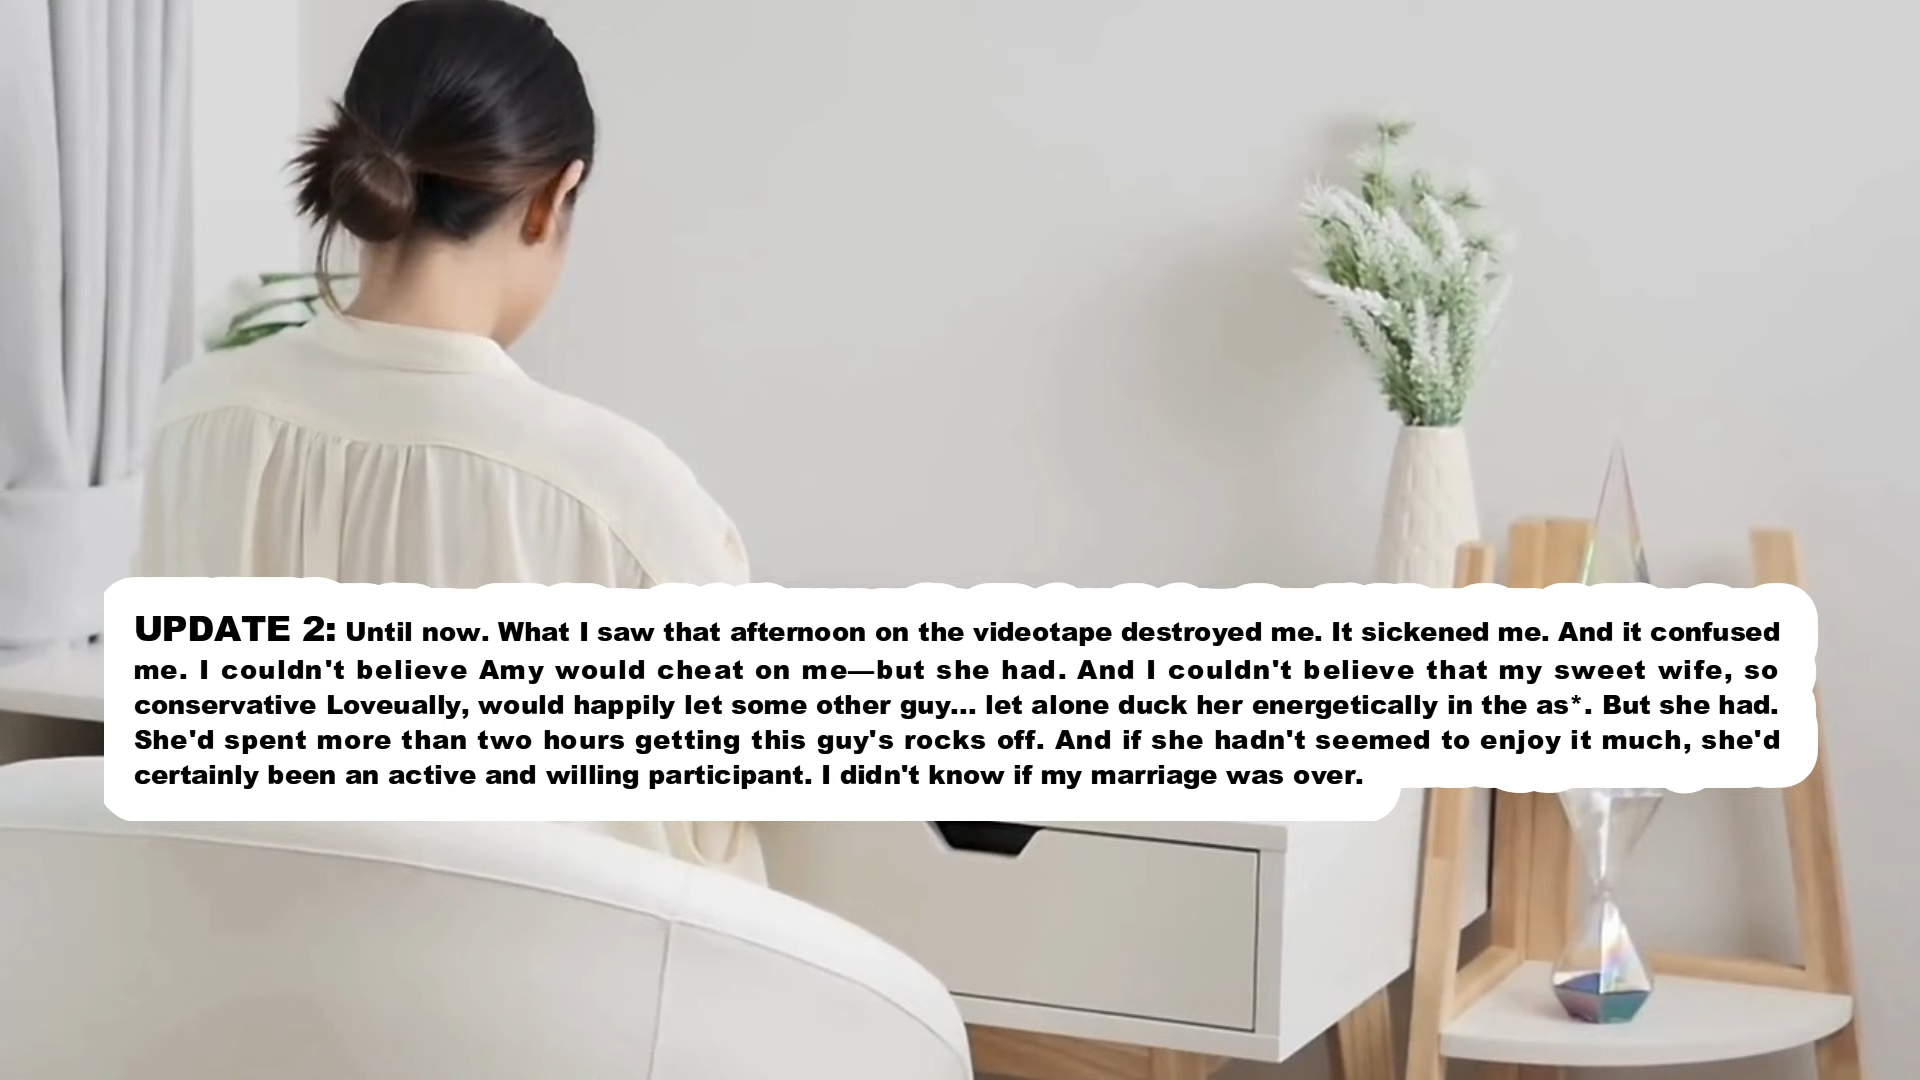 UPDATE 2: Until now. What I saw that afternoon on the videotape destroyed me. It sickened me. And it confused
me. I couldn't believe Amy would cheat on me—but she had. And I couldn't believe that my sweet wife, so
conservative Loveually, would happily let some other guy... let alone duck her energetically in the as*. But she had.
She'd spent more than two hours getting this guy's rocks off. And if she hadn't seemed to enjoy it much, she'd
certainly been an active and willing participant. I didn't know if my marriage was over.